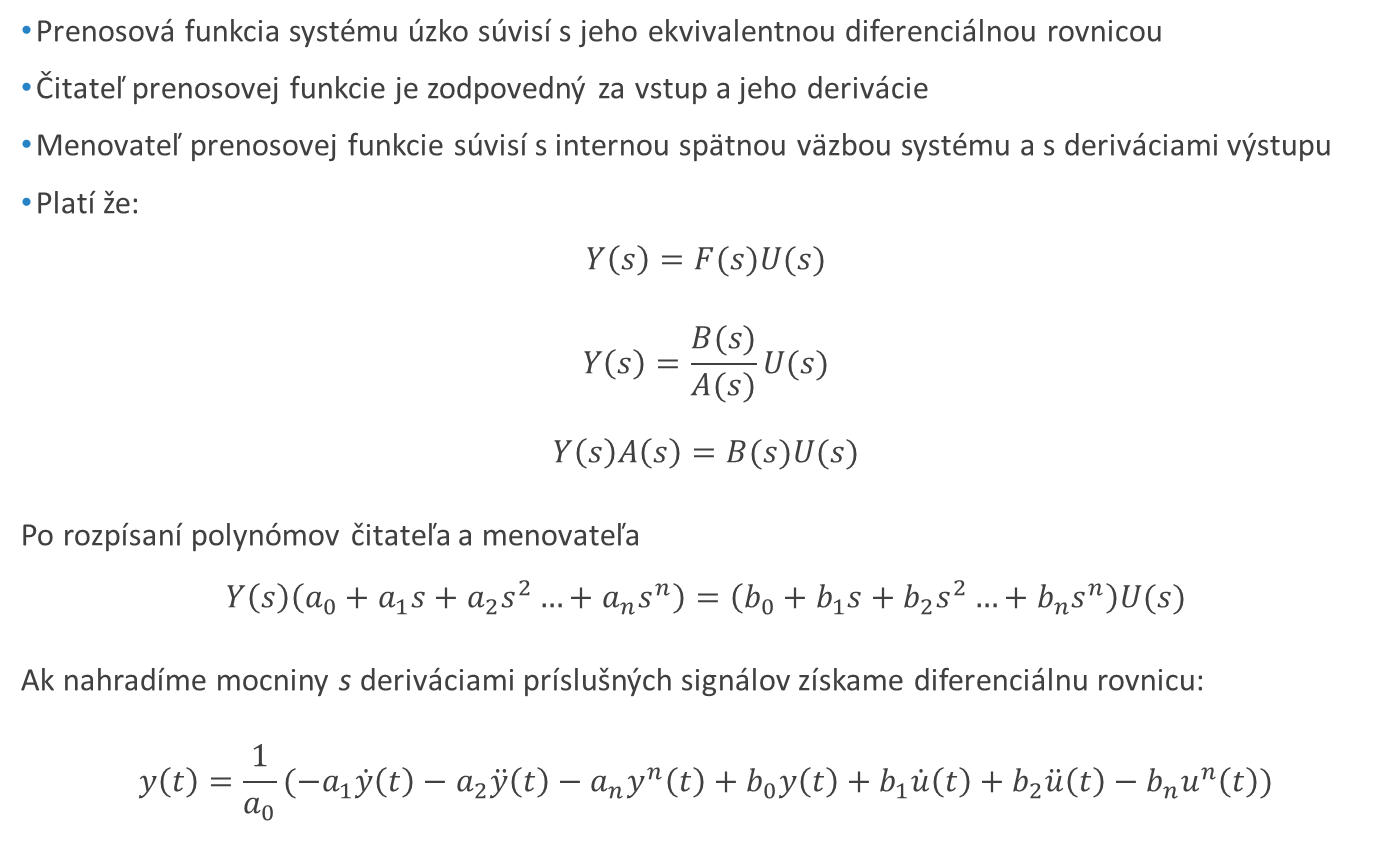 •Prenosová funkcia systému úzko súvisí s jeho ekvivalentnou diferenciálnou rovnicou
•Čitateľ prenosovej funkcie je zodpovedný za vstup a jeho derivácie
•Menovateľ prenosovej funkcie súvisí s internou spätnou väzbou systému a s deriváciami výstupu
•Platí že:
Y(s) = F(s)U(s)
Y(s) = \frac{B(s)}{A(s)} U(s)
Y(s)A(s) = B(s)U(s)
Po rozpísaní polynómov čitateľa a menovateľa
Y(s)(a₀ + a₁s + a₂s² … + aₙsⁿ) = (b₀ + b₁s + b₂s² … + bₙsⁿ)U(s)
Ak nahradíme mocniny s deriváciami príslušných signálov získame diferenciálnu rovnicu:
y(t) = \frac{1}{a₀} (−a₁ẏ(t) − a₂ÿ(t) − aₙyⁿ(t) + b₀y(t) + b₁u̇(t) + b₂ü(t) − bₙuⁿ(t))